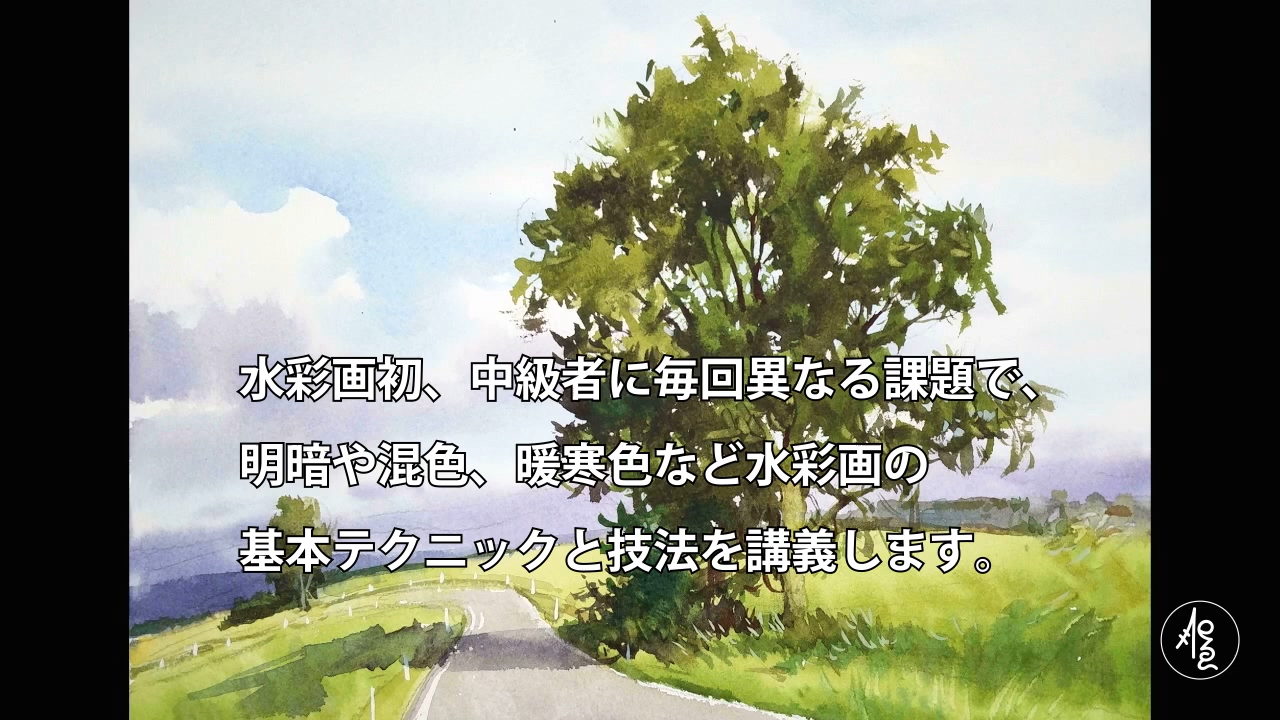 水彩画初、中級者に毎回異なる課題で、
明暗や混色、暖寒色など水彩画の
基本テクニックと技法を講義します。